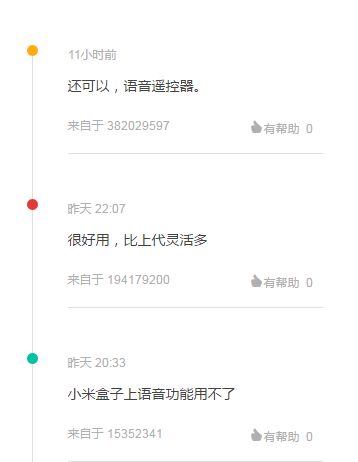 11小时前
还可以，语音遥控器。
来自于 382029597 有帮助 0
昨天 22:07
很好用，比上代灵活多
来自于 194179200 有帮助 0
昨天 20:33
小米盒子上语音功能用不了
来自于 15352341 有帮助 0